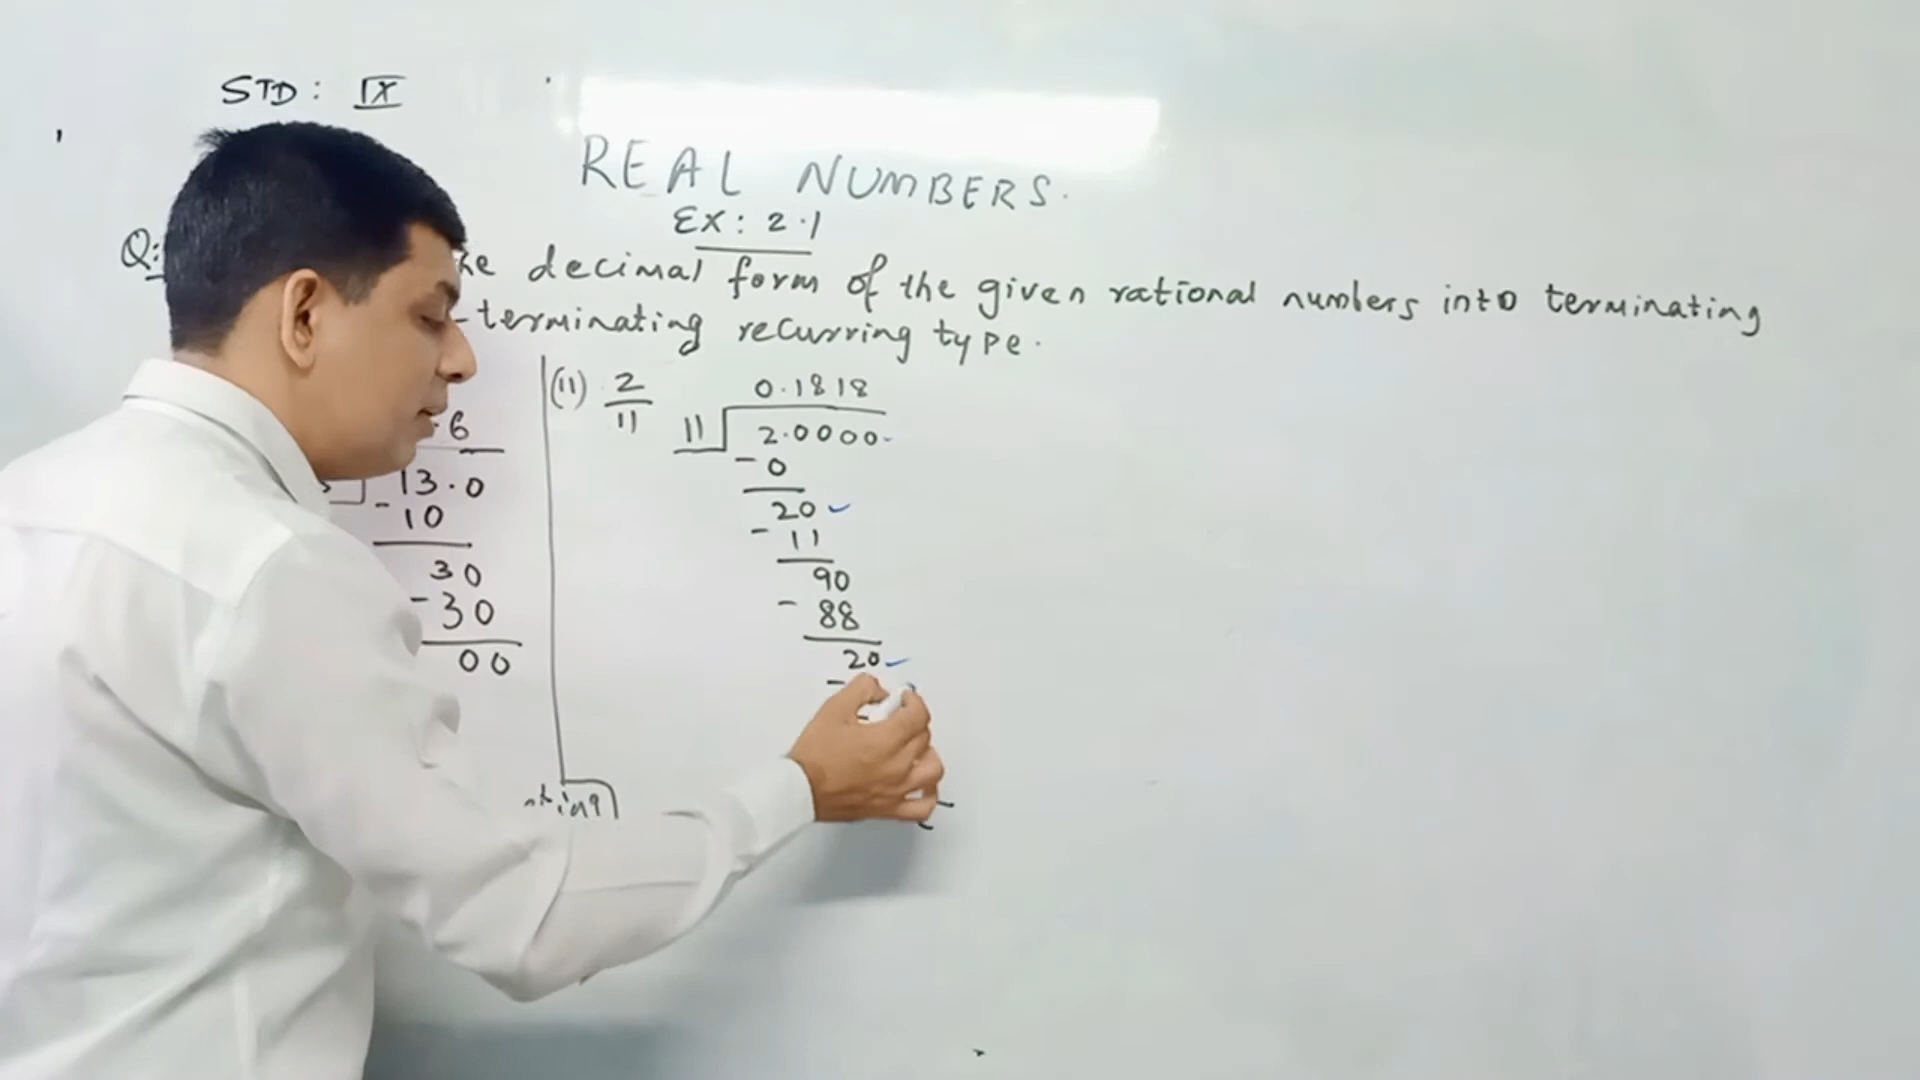 STD : IX
REAL NUMBERS.
EX: 2.1
Q: he decimal form of the given rational numbers into terminating
-terminating recurring type.
.6
13.0
- 10
30
- 30
00
(ii) 2/11
0.1818
11 2.0000
- 0
20 ✓
- 11
90
- 88
20 ✓
-